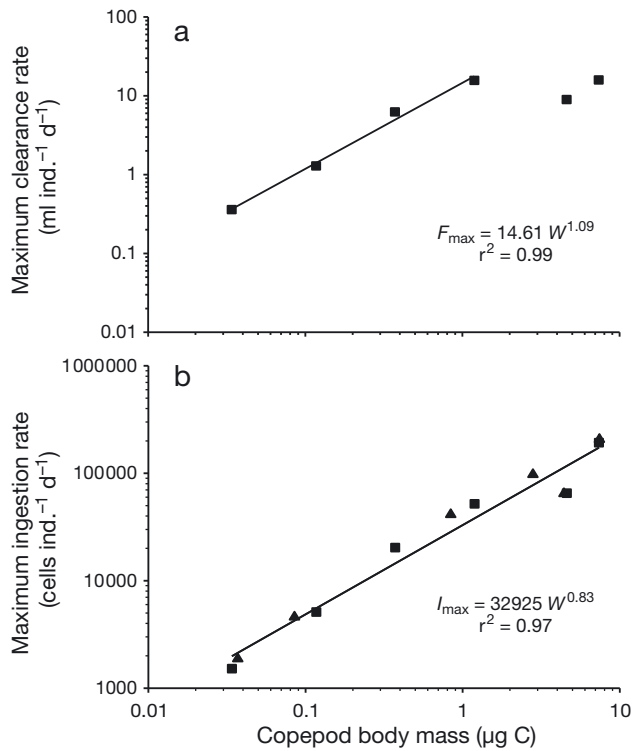 a
Maximum clearance rate
(ml ind.⁻¹ d⁻¹)
100
10
1
0.1
0.01
F_max = 14.61 W^1.09
r² = 0.99
b
Maximum ingestion rate
(cells ind.⁻¹ d⁻¹)
1000000
100000
10000
1000
I_max = 32925 W^0.83
r² = 0.97
0.01
0.1
1
10
Copepod body mass (µg C)